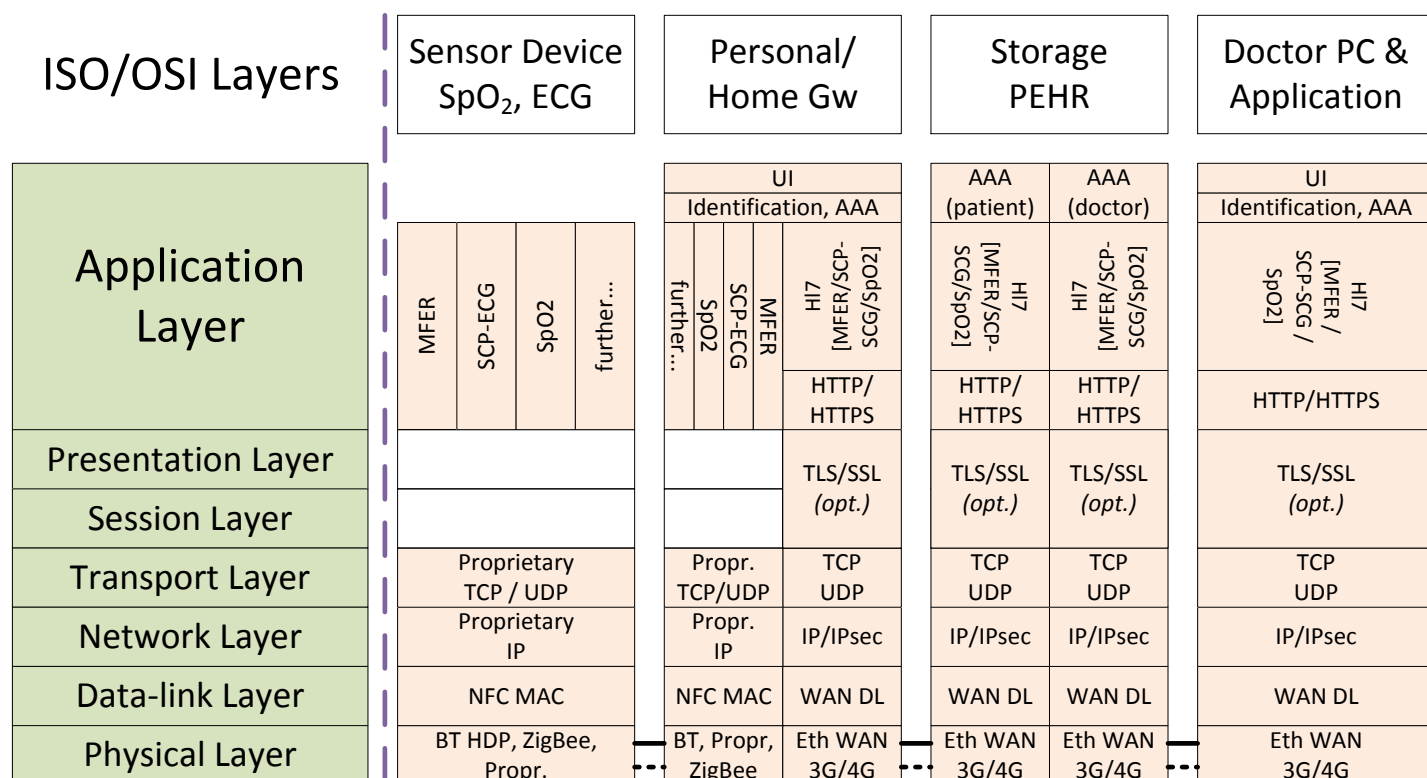 ISO/OSI Layers
Sensor Device
SpO₂, ECG
Personal/
Home Gw
Storage
PEHR
Doctor PC &
Application
Application
Layer
MFER
SCP-ECG
SpO2
further...
UI
Identification, AAA
further...
SpO2
SCP-ECG
MFER
HI7
[MFER/SCP-
SCG/SpO2]
HTTP/
HTTPS
AAA
(patient)
HI7
[MFER/SCP-
SCG/SpO2]
HTTP/
HTTPS
AAA
(doctor)
HI7
[MFER/SCP-
SCG/SpO2]
HTTP/
HTTPS
UI
Identification, AAA
HI7
[MFER /
SCP-SCG /
SpO2]
HTTP/HTTPS
Presentation Layer
Session Layer
TLS/SSL
(opt.)
TLS/SSL
(opt.)
TLS/SSL
(opt.)
TLS/SSL
(opt.)
Transport Layer
Proprietary
TCP / UDP
Propr.
TCP/UDP
TCP
UDP
TCP
UDP
TCP
UDP
TCP
UDP
Network Layer
Proprietary
IP
Propr.
IP
IP/IPsec
IP/IPsec
IP/IPsec
IP/IPsec
Data-link Layer
NFC MAC
NFC MAC
WAN DL
WAN DL
WAN DL
WAN DL
Physical Layer
BT HDP, ZigBee,
Propr.
BT, Propr,
ZigBee
Eth WAN
3G/4G
Eth WAN
3G/4G
Eth WAN
3G/4G
Eth WAN
3G/4G